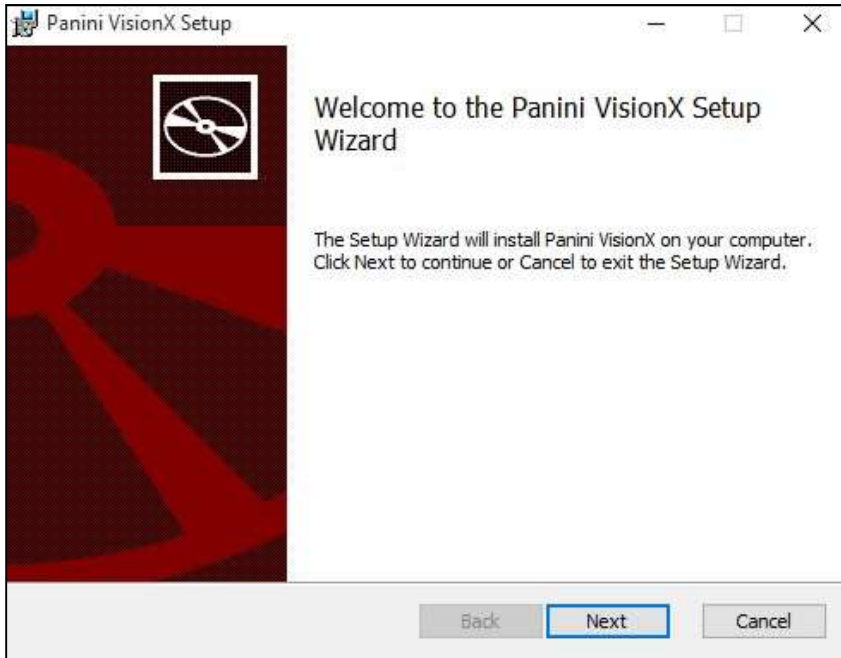 Panini VisionX Setup
Welcome to the Panini VisionX Setup
Wizard
The Setup Wizard will install Panini VisionX on your computer.
Click Next to continue or Cancel to exit the Setup Wizard.
Back
Next
Cancel